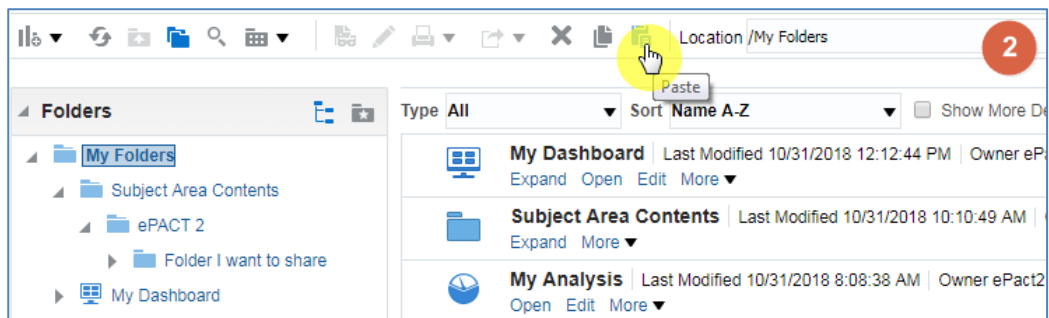 Location /My Folders
2
Paste
Folders
Type All Sort Name A-Z Show More De
My Folders
My Dashboard Last Modified 10/31/2018 12:12:44 PM Owner ePa
Expand Open Edit More
Subject Area Contents
ePACT 2
Subject Area Contents Last Modified 10/31/2018 10:10:49 AM
Expand More
Folder I want to share
My Dashboard
My Analysis Last Modified 10/31/2018 8:08:38 AM Owner ePact2
Open Edit More